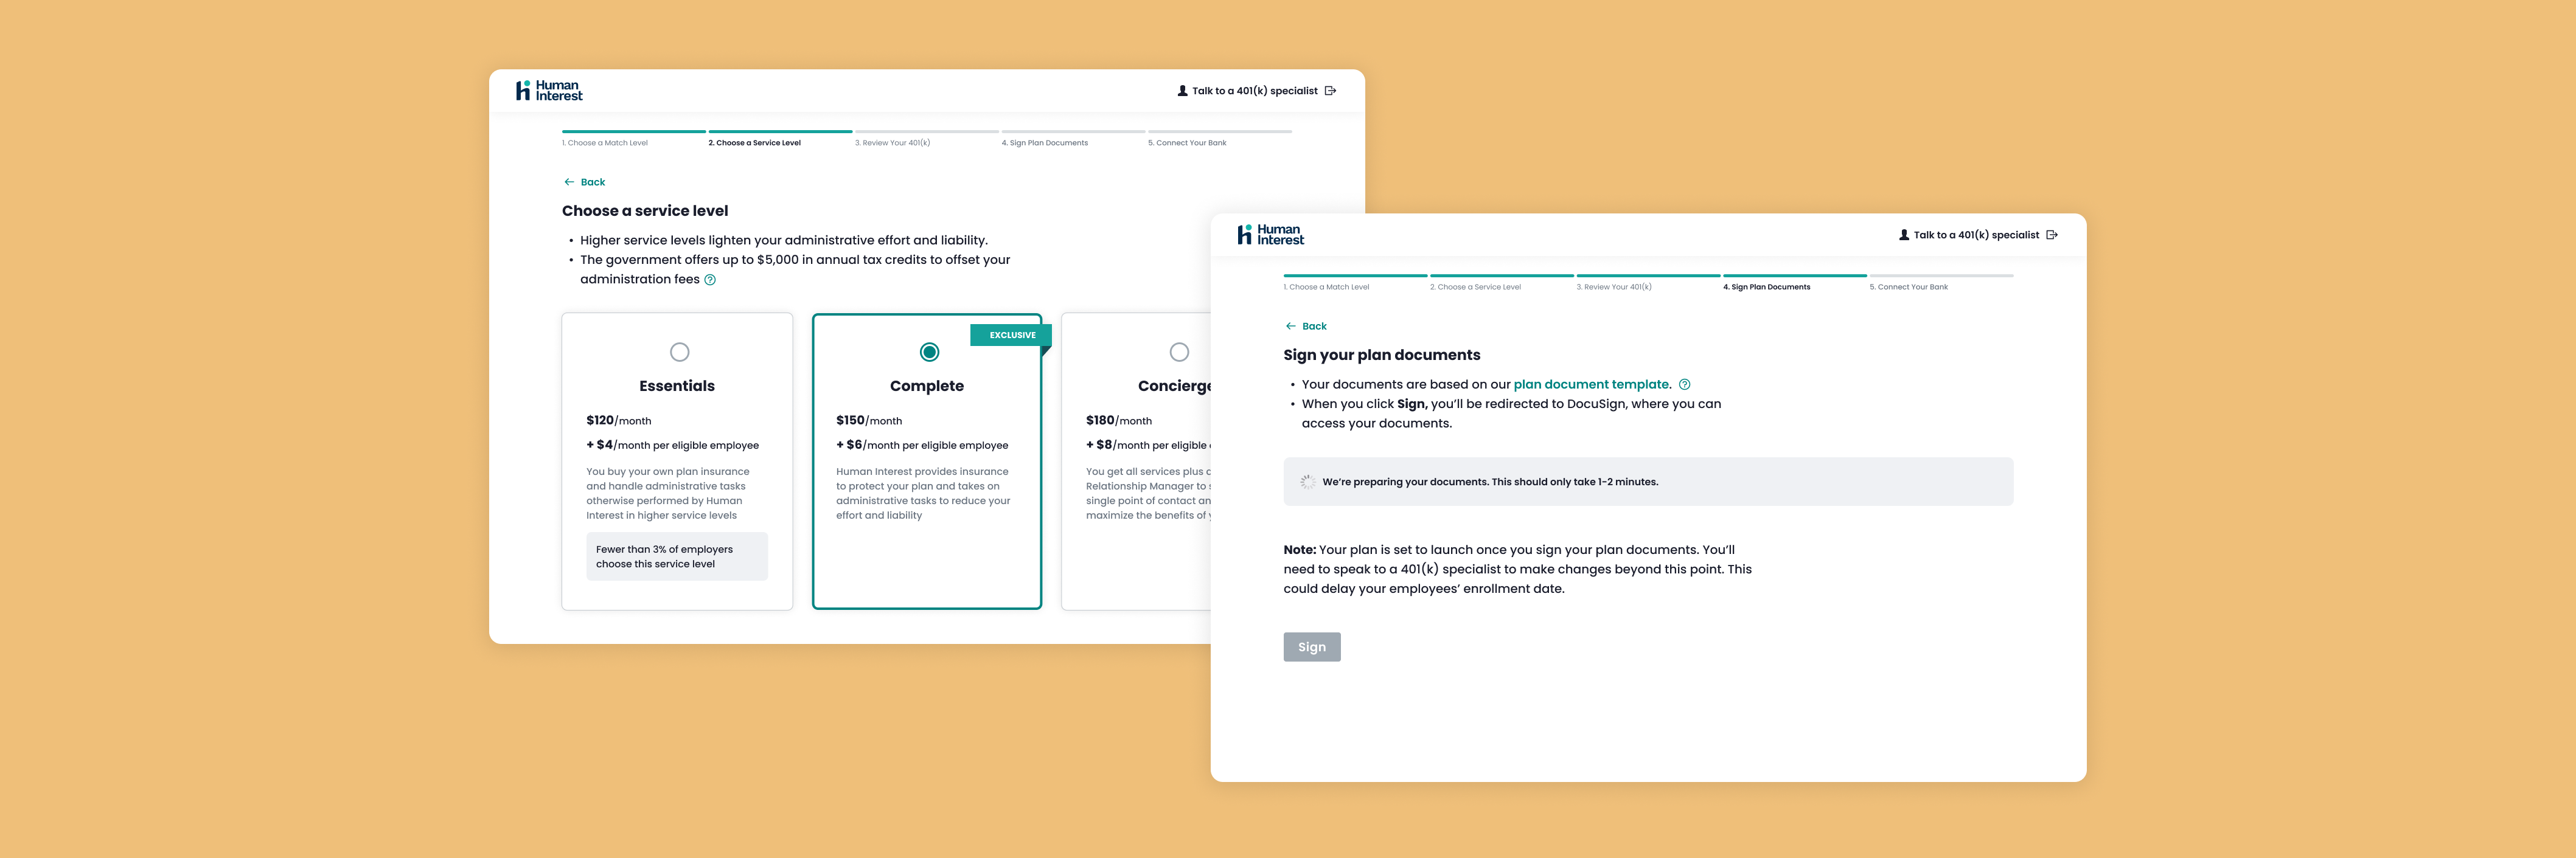 Human
Interest
Talk to a 401(k) specialist
1. Choose a Match Level
2. Choose a Service Level
3. Review Your 401(k)
4. Sign Plan Documents
5. Connect Your Bank
← Back
Choose a service level
• Higher service levels lighten your administrative effort and liability.
• The government offers up to $5,000 in annual tax credits to offset your
administration fees ?
Essentials
$120/month
+ $4/month per eligible employee
You buy your own plan insurance
and handle administrative tasks
otherwise performed by Human
Interest in higher service levels
Fewer than 3% of employers
choose this service level
EXCLUSIVE
Complete
$150/month
+ $6/month per eligible employee
Human Interest provides insurance
to protect your plan and takes on
administrative tasks to reduce your
effort and liability
Concierge
$180/month
+ $8/month per eligible
You get all services plus
Relationship Manager to
single point of contact
maximize the benefits of
Human
Interest
Talk to a 401(k) specialist
1. Choose a Match Level
2. Choose a Service Level
3. Review Your 401(k)
4. Sign Plan Documents
5. Connect Your Bank
← Back
Sign your plan documents
• Your documents are based on our plan document template. ?
• When you click Sign, you’ll be redirected to DocuSign, where you can
access your documents.
We’re preparing your documents. This should only take 1-2 minutes.
Note: Your plan is set to launch once you sign your plan documents. You’ll
need to speak to a 401(k) specialist to make changes beyond this point. This
could delay your employees’ enrollment date.
Sign